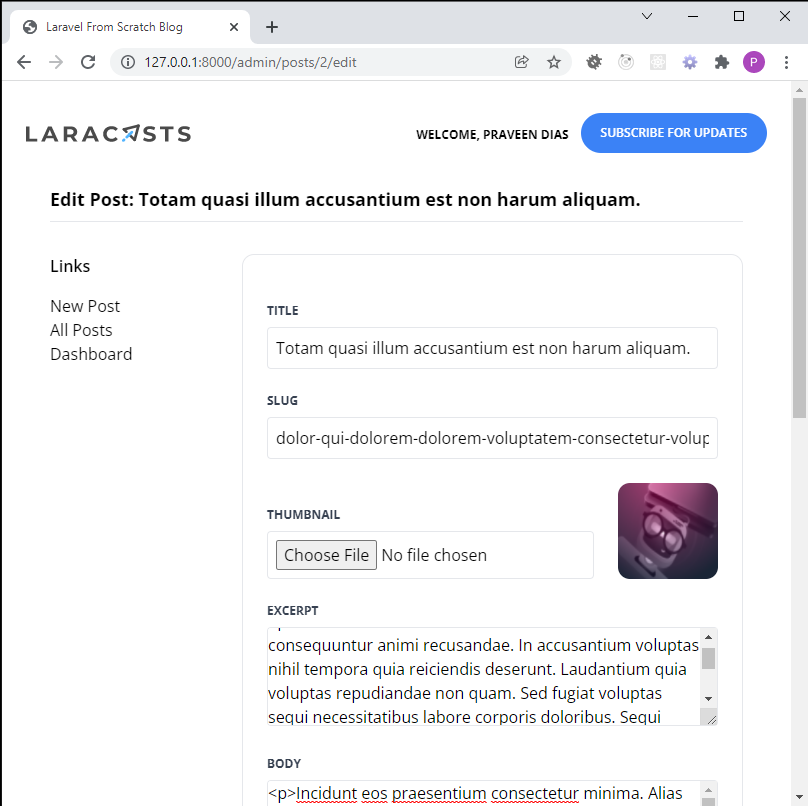 Laravel From Scratch Blog
127.0.0.1:8000/admin/posts/2/edit
P
LARACASTS
WELCOME, PRAVEEN DIAS
SUBSCRIBE FOR UPDATES
Edit Post: Totam quasi illum accusantium est non harum aliquam.
Links
New Post
All Posts
Dashboard
TITLE
Totam quasi illum accusantium est non harum aliquam.
SLUG
dolor-qui-dolorem-dolorem-voluptatem-consectetur-volup
THUMBNAIL
Choose File No file chosen
EXCERPT
consequuntur animi recusandae. In accusantium voluptas
nihil tempora quia reiciendis deserunt. Laudantium quia
voluptas repudiandae non quam. Sed fugiat voluptas
sequi necessitatibus labore corporis doloribus. Sequi
BODY
<p>Incidunt eos praesentium consectetur minima. Alias